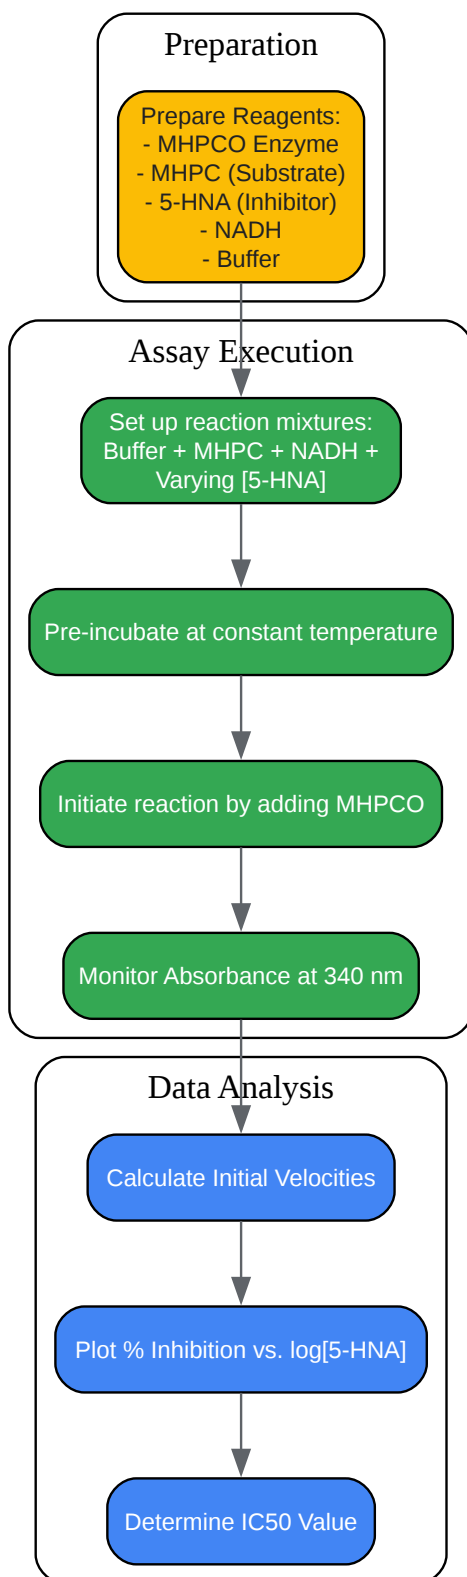 Preparation
Prepare Reagents:
- MHPCO Enzyme
- MHPC (Substrate)
- 5-HNA (Inhibitor)
- NADH
- Buffer
Assay Execution
Set up reaction mixtures:
Buffer + MHPC + NADH +
Varying [5-HNA]
Pre-incubate at constant temperature
Initiate reaction by adding MHPCO
Monitor Absorbance at 340 nm
Data Analysis
Calculate Initial Velocities
Plot % Inhibition vs. log[5-HNA]
Determine IC50 Value